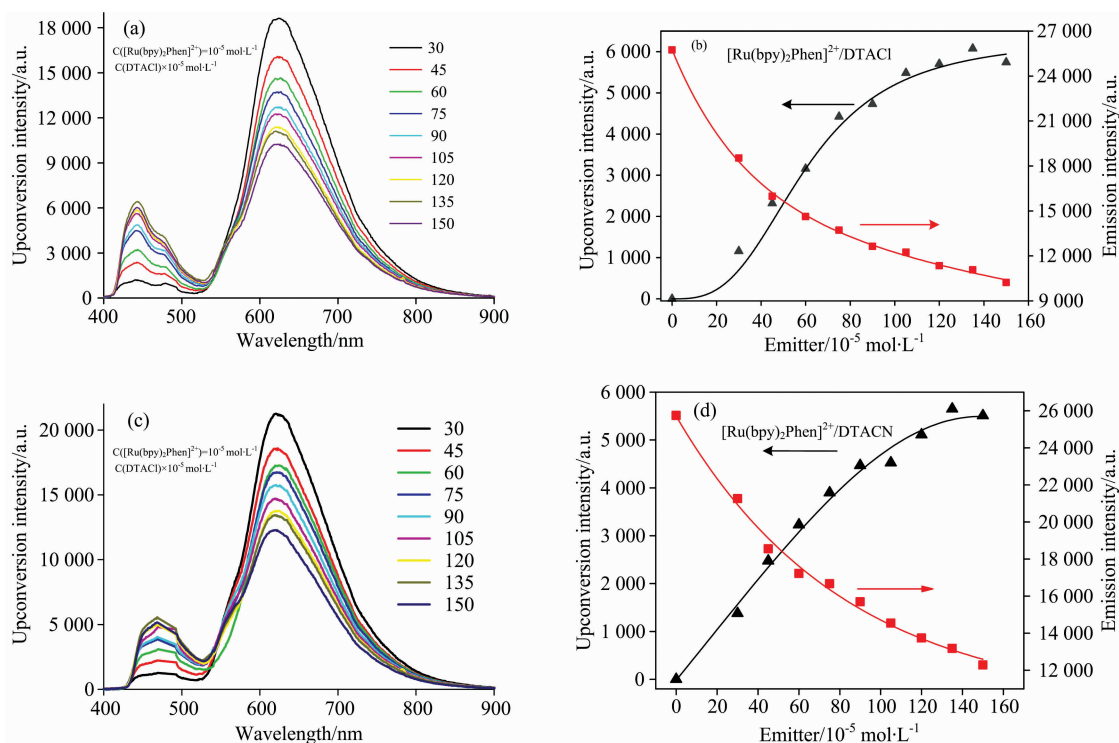 (a)
C([Ru(bpy)₂Phen]²⁺)=10⁻⁵ mol·L⁻¹
C(DTACl)×10⁻⁵ mol·L⁻¹
30
45
60
75
90
105
120
135
150
18 000
15 000
12 000
9 000
6 000
3 000
0
Upconversion intensity/a.u.
400 500 600 700 800 900
Wavelength/nm
(b)
[Ru(bpy)₂Phen]²⁺/DTACl
6 000
5 000
4 000
3 000
2 000
1 000
0
Upconversion intensity/a.u.
27 000
24 000
21 000
18 000
15 000
12 000
9 000
Emission intensity/a.u.
0 20 40 60 80 100 120 140 160
Emitter/10⁻⁵ mol·L⁻¹
(c)
C([Ru(bpy)₂Phen]²⁺)=10⁻⁵ mol·L⁻¹
C(DTACl)×10⁻⁵ mol·L⁻¹
30
45
60
75
90
105
120
135
150
20 000
15 000
10 000
5 000
0
Upconversion intensity/a.u.
400 500 600 700 800 900
Wavelength/nm
(d)
[Ru(bpy)₂Phen]²⁺/DTACN
6 000
5 000
4 000
3 000
2 000
1 000
0
Upconversion intensity/a.u.
26 000
24 000
22 000
20 000
18 000
16 000
14 000
12 000
Emission intensity/a.u.
0 20 40 60 80 100 120 140 160
Emitter/10⁻⁵ mol·L⁻¹